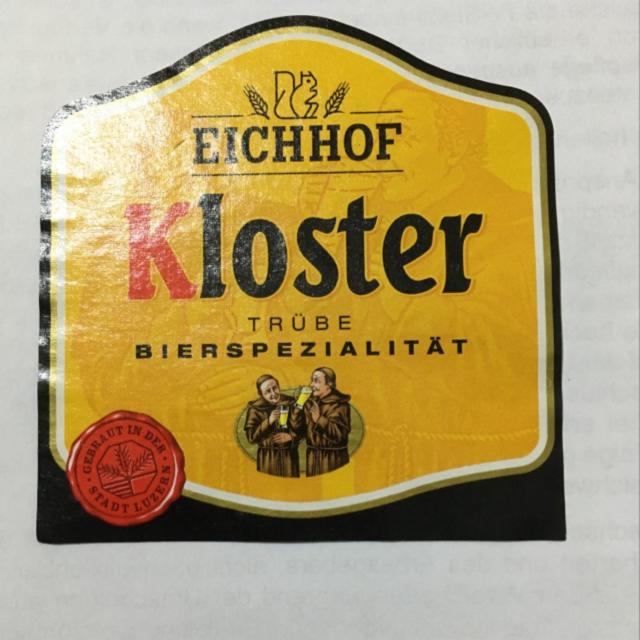 EICHHOF
Kloster
TRÜBE
BIERSPEZIALITÄT
GEBRAUT IN DER
STADT LUZERN